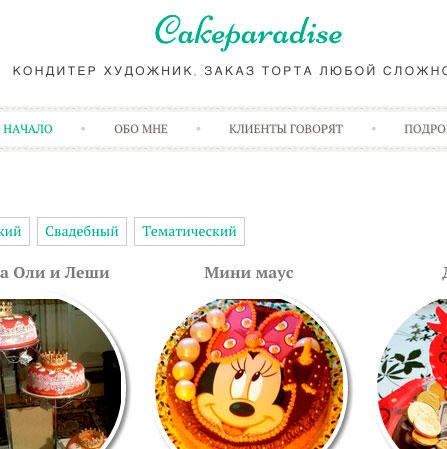 Cakeparadise
КОНДИТЕР ХУДОЖНИК, ЗАКАЗ ТОРТА ЛЮБОЙ СЛОЖНО
НАЧАЛО • ОБО МНЕ • КЛИЕНТЫ ГОВОРЯТ • ПОДРО
кий Свадебный Тематический
а Оли и Леши Мини маус